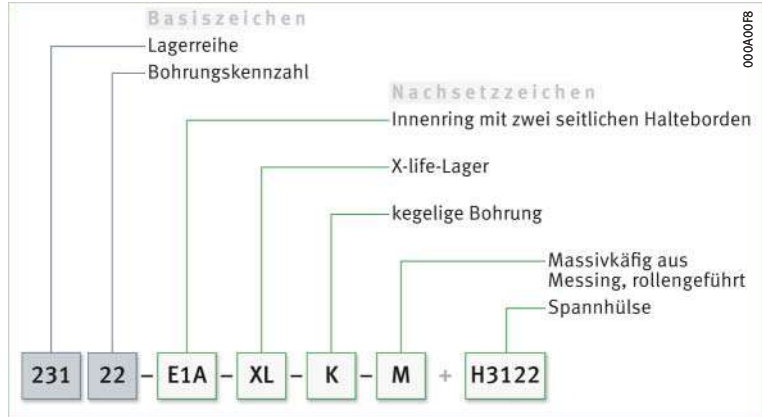 Basiszeichen
Lagerreihe
Bohrungskennzahl
Nachsetzzeichen
Innenring mit zwei seitlichen Halteborden
X-life-Lager
kegelige Bohrung
Massivkäfig aus
Messing, rollengeführt
Spannhülse
231 22 – E1A – XL – K – M + H3122
000A00F8